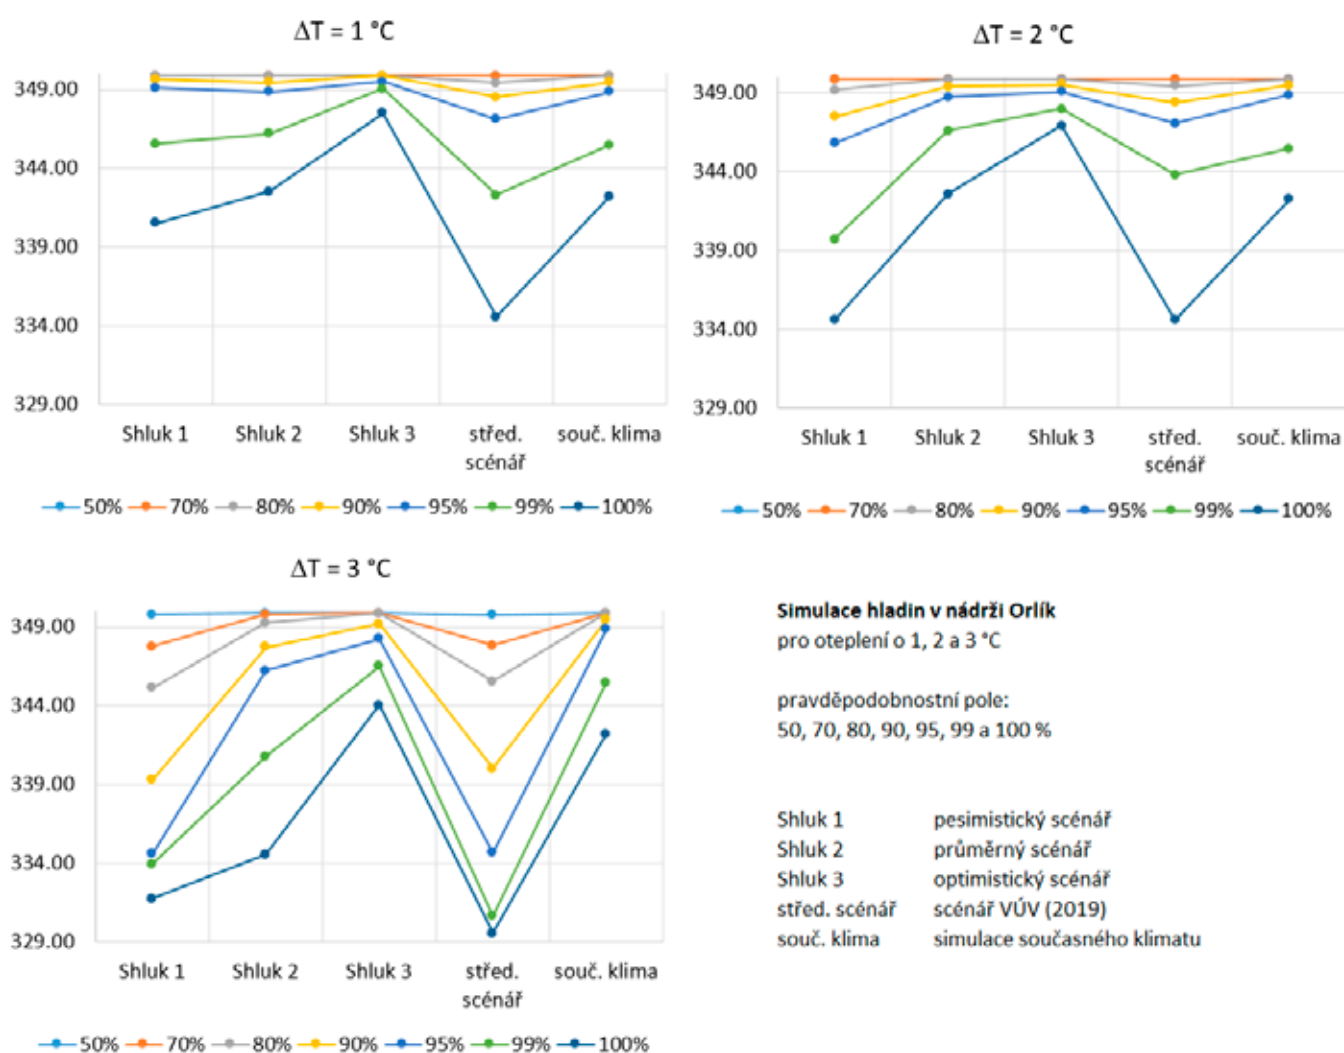 ΔT = 1 °C
349.00
344.00
339.00
334.00
329.00
Shluk 1 Shluk 2 Shluk 3 střed. scénář souč. klima
50% 70% 80% 90% 95% 99% 100%
ΔT = 2 °C
349.00
344.00
339.00
334.00
329.00
Shluk 1 Shluk 2 Shluk 3 střed. scénář souč. klima
50% 70% 80% 90% 95% 99% 100%
ΔT = 3 °C
349.00
344.00
339.00
334.00
329.00
Shluk 1 Shluk 2 Shluk 3 střed. scénář souč. klima
50% 70% 80% 90% 95% 99% 100%
Simulace hladin v nádrži Orlík
pro oteplení o 1, 2 a 3 °C
pravděpodobnostní pole:
50, 70, 80, 90, 95, 99 a 100 %
Shluk 1 pesimistický scénář
Shluk 2 průměrný scénář
Shluk 3 optimistický scénář
střed. scénář scénář VÚV (2019)
souč. klima simulace současného klimatu